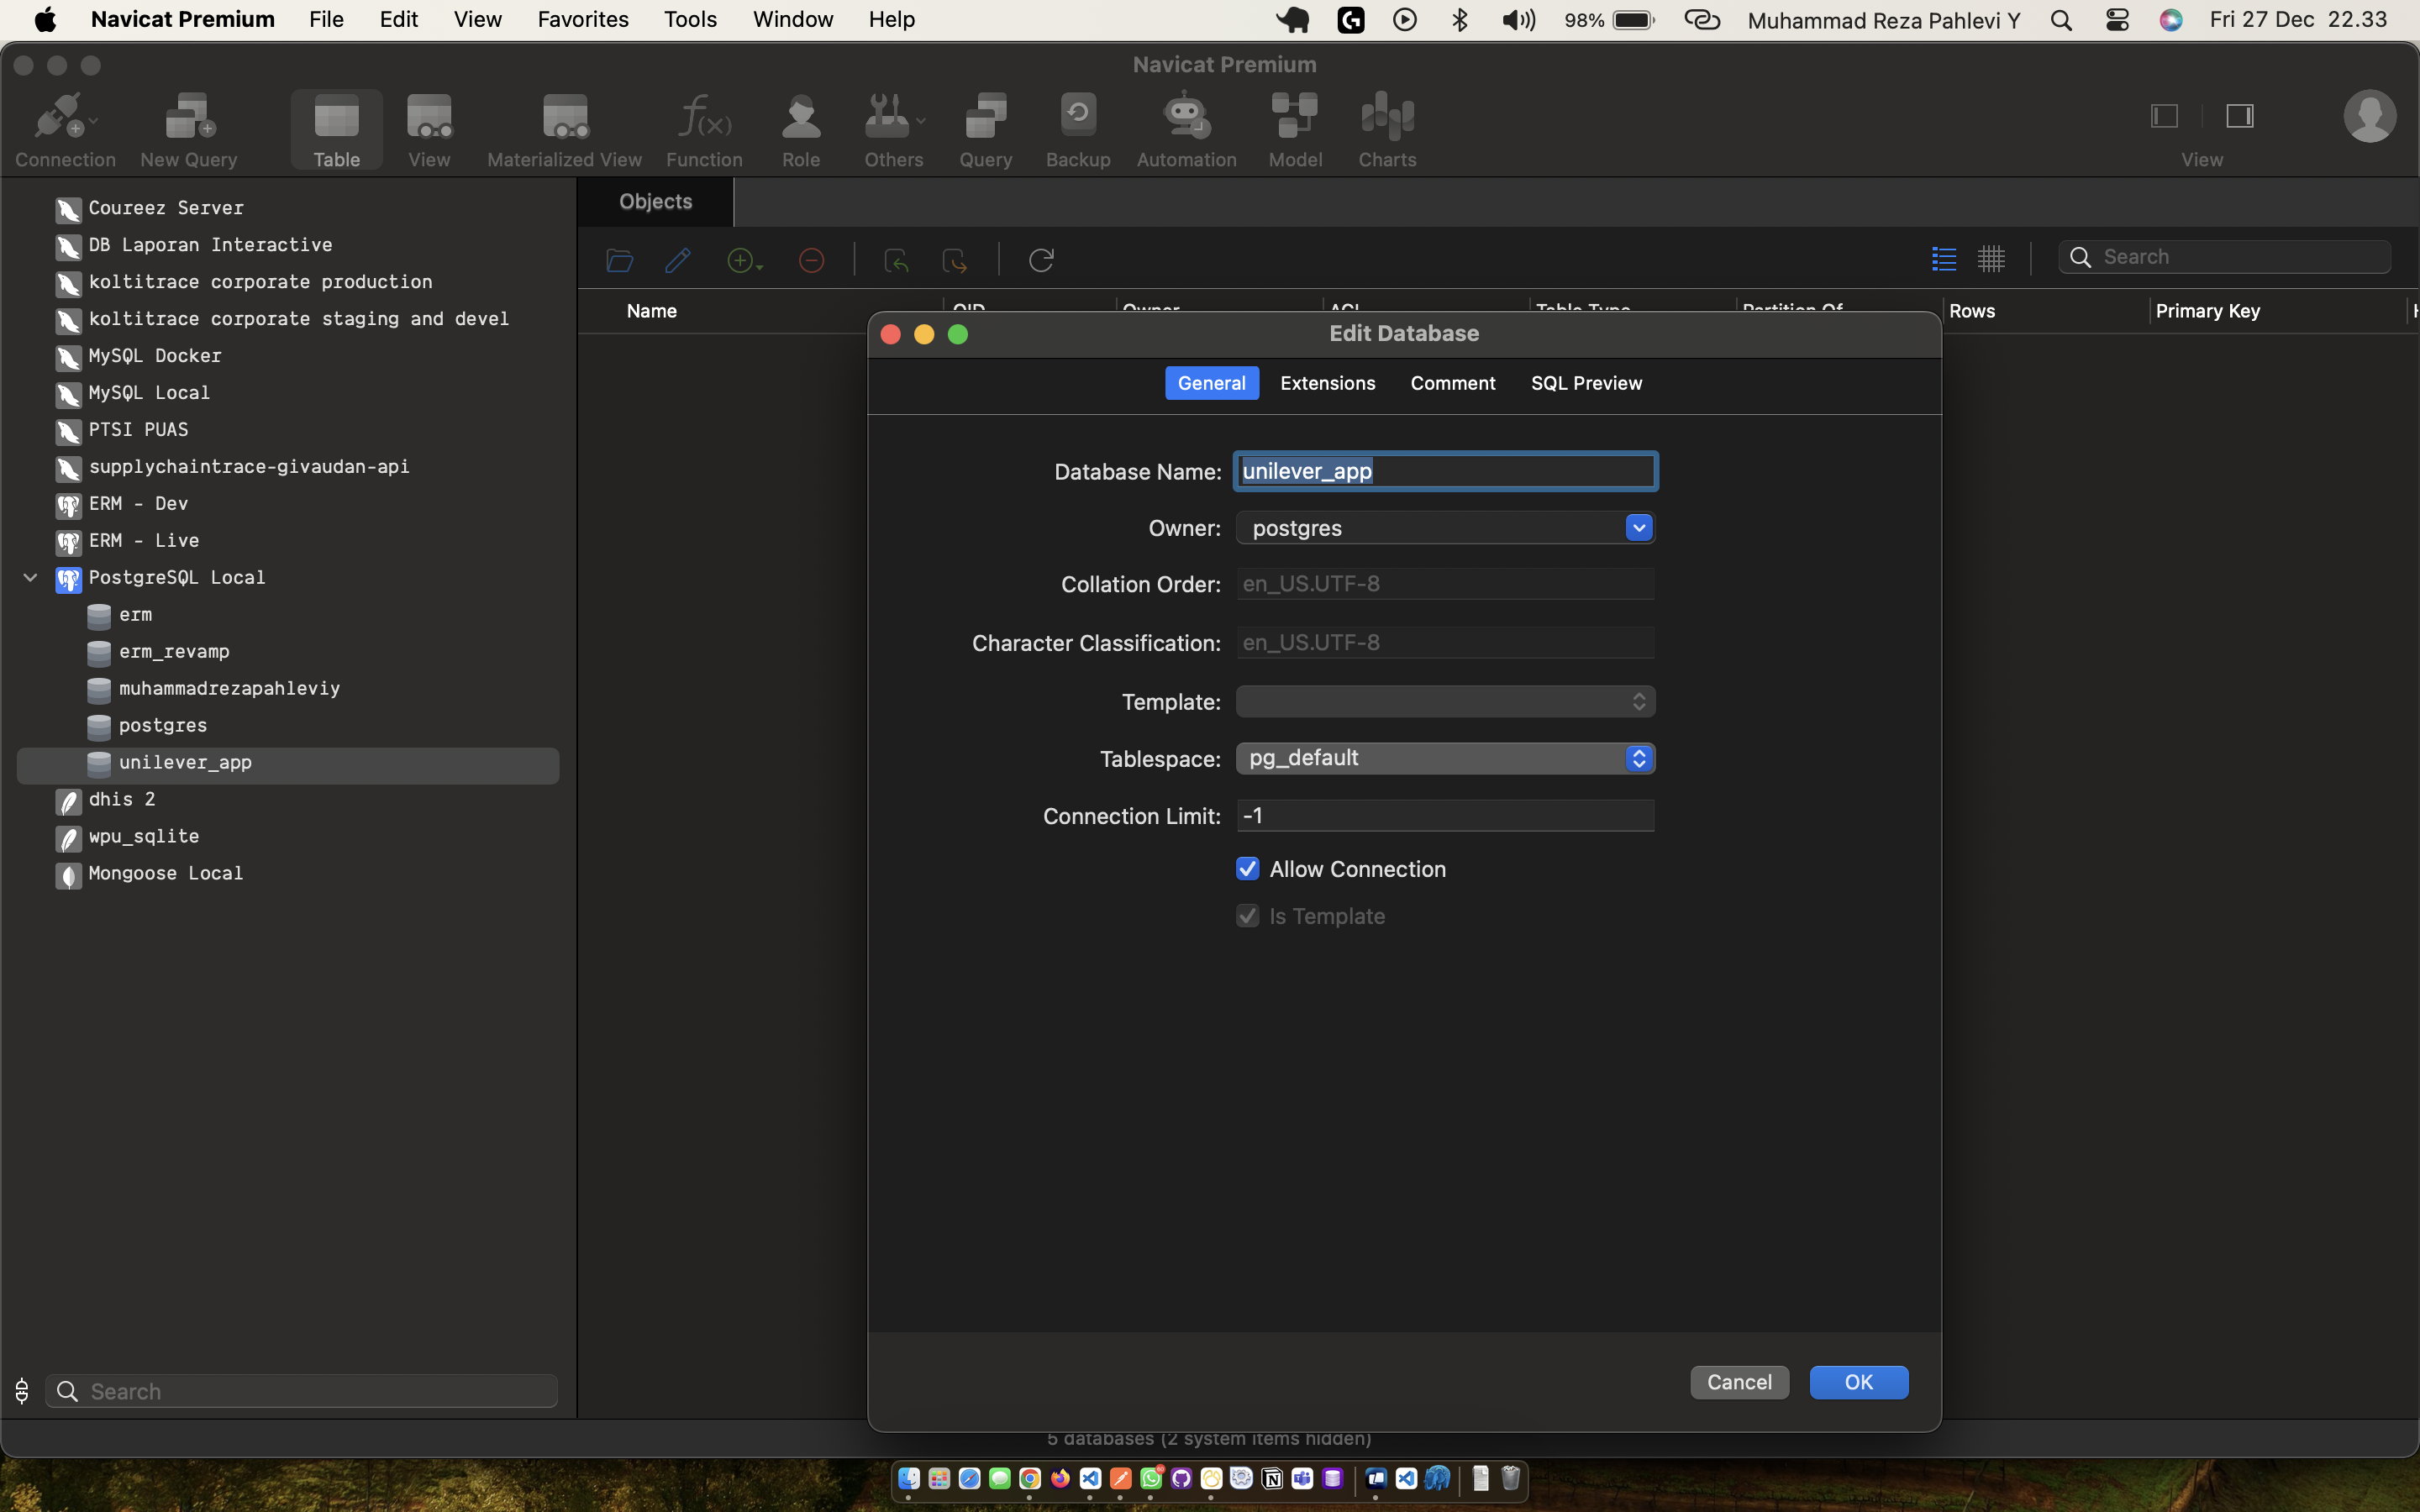 Navicat Premium File Edit View Favorites Tools Window Help 98% Muhammad Reza Pahlevi Y Fri 27 Dec 22.33
Navicat Premium
Connection New Query Table View Materialized View Function Role Others Query Backup Automation Model Charts View
Coureez Server
DB Laporan Interactive
koltitrace corporate production
koltitrace corporate staging and devel
MySQL Docker
MySQL Local
PTSI PUAS
supplychaintrace-givaudan-api
ERM - Dev
ERM - Live
PostgreSQL Local
erm
erm_revamp
muhammadrezapahleviy
postgres
unilever_app
dhis 2
wpu_sqlite
Mongoose Local
Search
Objects
Search
Name OID Owner ACL Table Type Partition Of Rows Primary Key
Edit Database
General Extensions Comment SQL Preview
Database Name: unilever_app
Owner: postgres
Collation Order: en_US.UTF-8
Character Classification: en_US.UTF-8
Template:
Tablespace: pg_default
Connection Limit: -1
Allow Connection
Is Template
Cancel OK
5 databases (2 system items hidden)